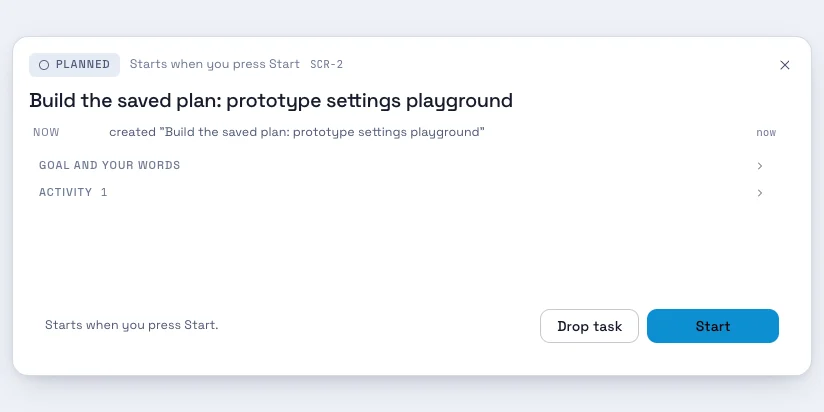 PLANNED Starts when you press Start SCR-2
Build the saved plan: prototype settings playground
NOW created "Build the saved plan: prototype settings playground" now
GOAL AND YOUR WORDS
ACTIVITY 1
Starts when you press Start. Drop task Start